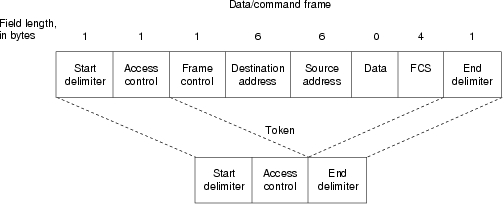 Data/command frame
Field length,
in bytes 1 1 1 6 6 0 4 1
Start Access Frame Destination Source Data FCS End
delimiter control control address address delimiter
Token
Start Access End
delimiter control delimiter